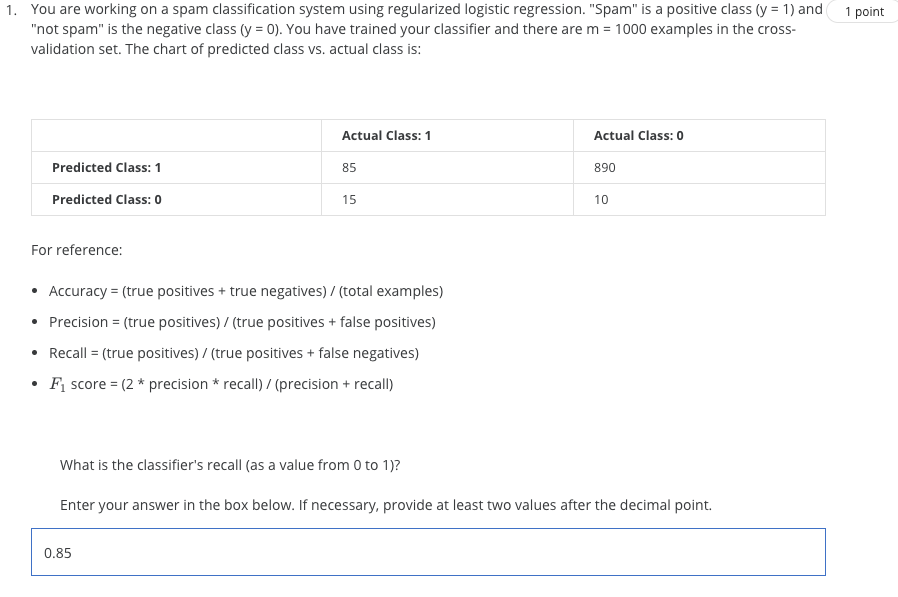 1. You are working on a spam classification system using regularized logistic regression. "Spam" is a positive class (y = 1) and
1 point
"not spam" is the negative class (y = 0). You have trained your classifier and there are m = 1000 examples in the cross-
validation set. The chart of predicted class vs. actual class is:
Actual Class: 1 Actual Class: 0
Predicted Class: 1 85 890
Predicted Class: 0 15 10
For reference:
• Accuracy = (true positives + true negatives) / (total examples)
• Precision = (true positives) / (true positives + false positives)
• Recall = (true positives) / (true positives + false negatives)
• F₁ score = (2 * precision * recall) / (precision + recall)
What is the classifier's recall (as a value from 0 to 1)?
Enter your answer in the box below. If necessary, provide at least two values after the decimal point.
0.85